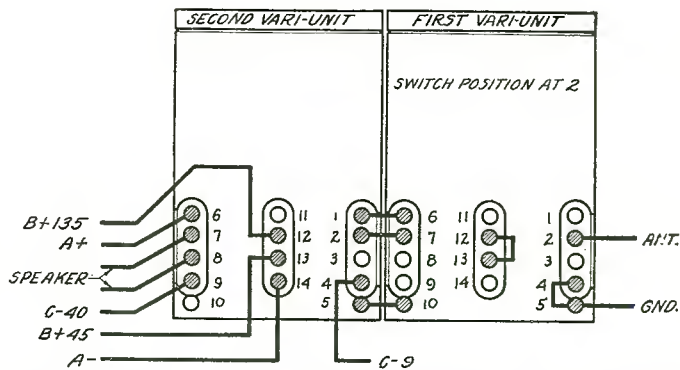 SECOND VARI-UNIT
FIRST VARI-UNIT
SWITCH POSITION AT 2
B+135
A+
SPEAKER
C-40
B+45
A-
6
7
8
9
10
11
12
13
14
1
2
3
4
5
6
7
8
9
10
11
12
13
14
1
2
3
4
5
ANT.
GND.
C-9